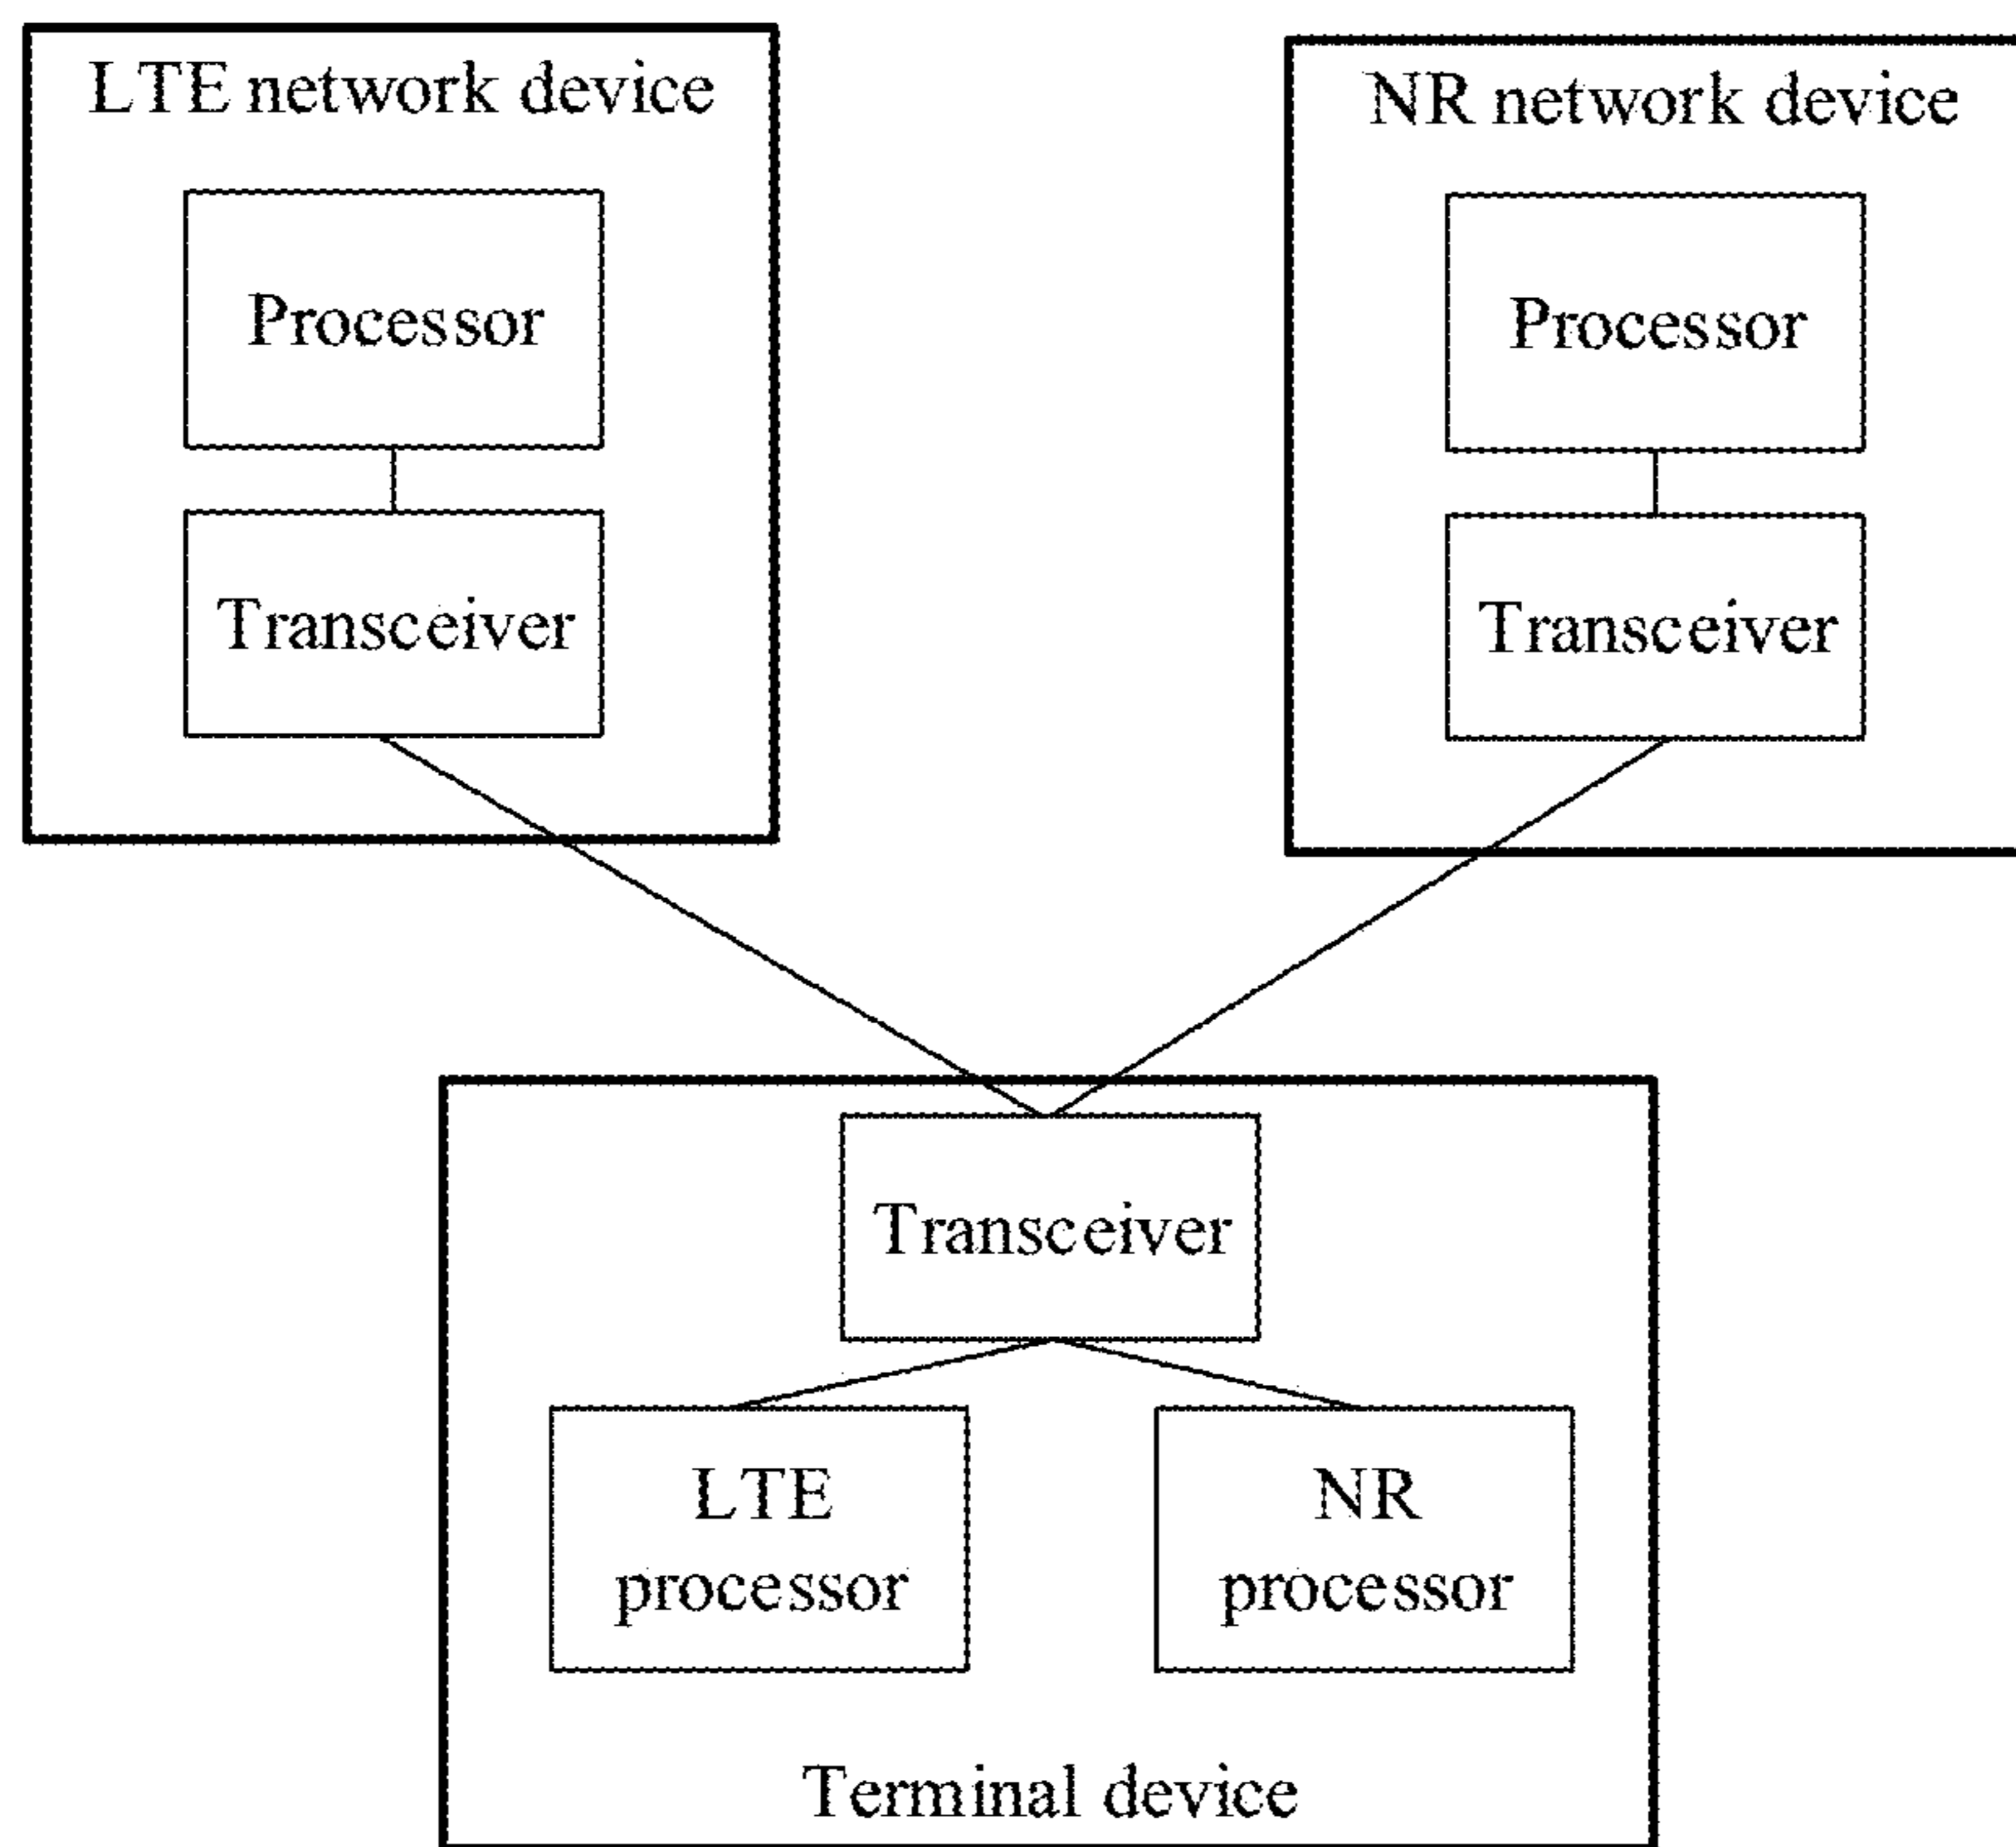 LTE network device
Processor
Transceiver
NR network device
Processor
Transceiver
Transceiver
LTE
processor
NR
processor
Terminal device